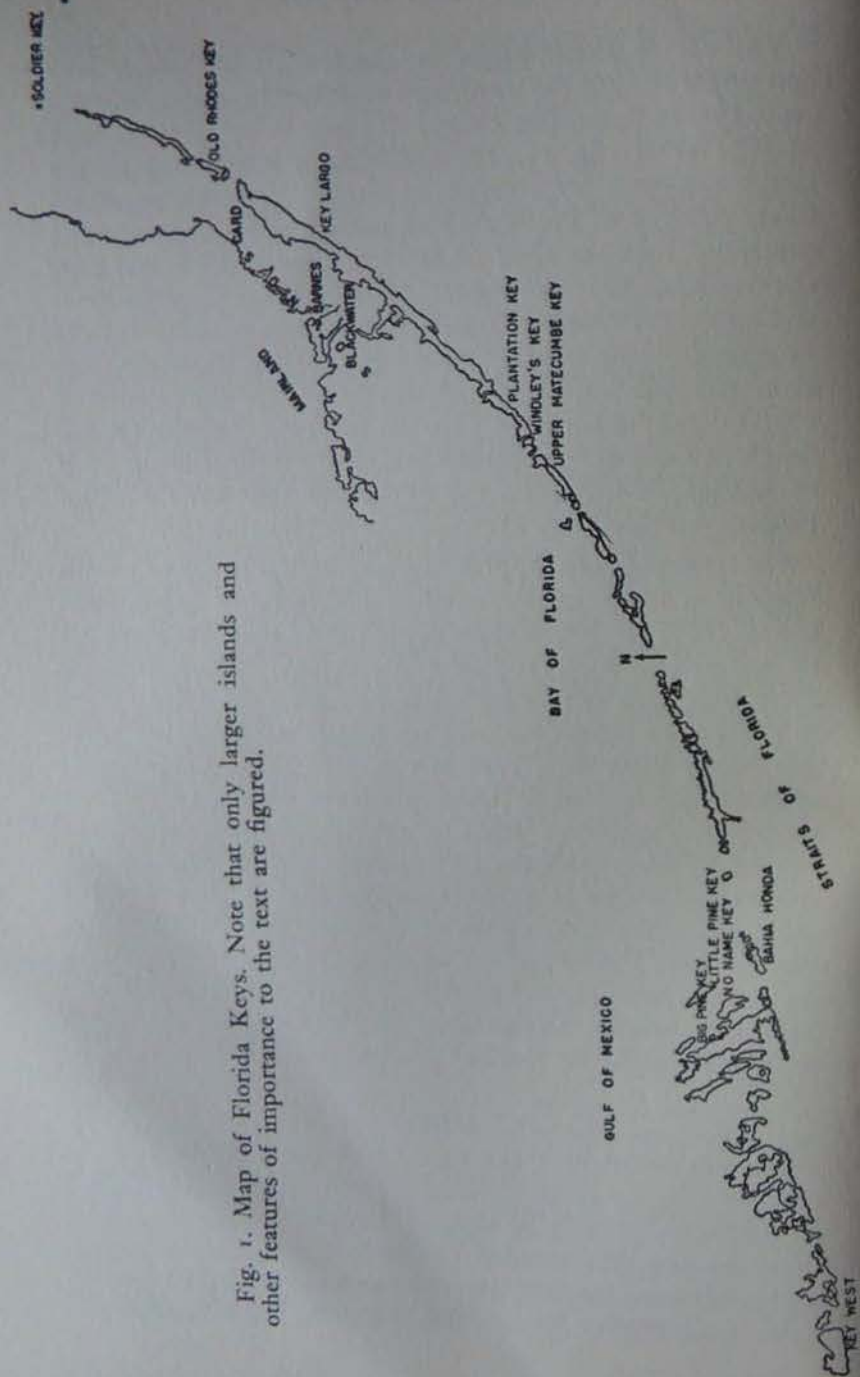 • SOLDIER KEY
OLD RHODES KEY
CARD
S
KEY LARGO
BARNES
BLACKWATER
S
MAINLAND
PLANTATION KEY
WINDLEY'S KEY
UPPER MATECUMBE KEY
BAY OF FLORIDA
N
STRAITS OF FLORIDA
GULF OF MEXICO
BIG PINE KEY
LITTLE PINE KEY
NO NAME KEY
BAHIA HONDA
KEY WEST
Fig. 1. Map of Florida Keys. Note that only larger islands and
other features of importance to the text are figured.